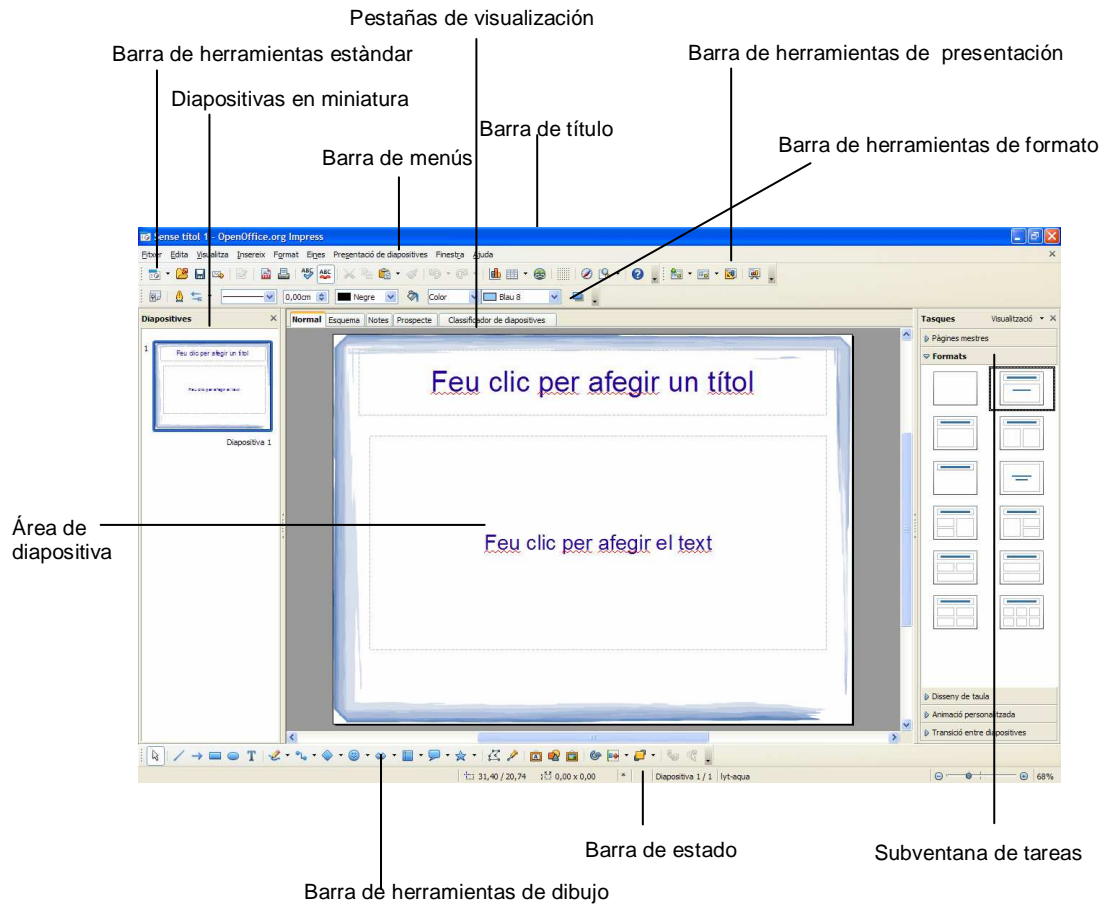 Pestañas de visualización
Barra de herramientas estàndar
Barra de herramientas de presentación
Diapositivas en miniatura
Barra de título
Barra de herramientas de formato
Barra de menús
Sense títol 1 - OpenOffice.org Impress
Fitxer Edita Visualitza Insereix Format Eines Presentació de diapositives Finestra Ajuda
0,00cm Negre Color Blau 8
Diapositives
Normal Esquema Notes Prospecte Classificador de diapositives
Tasques Visualització
Pàgines mestres
Formats
1
Feu clic per afegir un títol
Feu clic per afegir el text
Diapositiva 1
Feu clic per afegir un títol
Feu clic per afegir el text
Área de
diapositiva
Disseny de taula
Animació personalitzada
Transició entre diapositives
31,40 / 20,74 0,00 x 0,00 * Diapositiva 1 / 1 lyt-aqua 68%
Barra de estado
Subventana de tareas
Barra de herramientas de dibujo